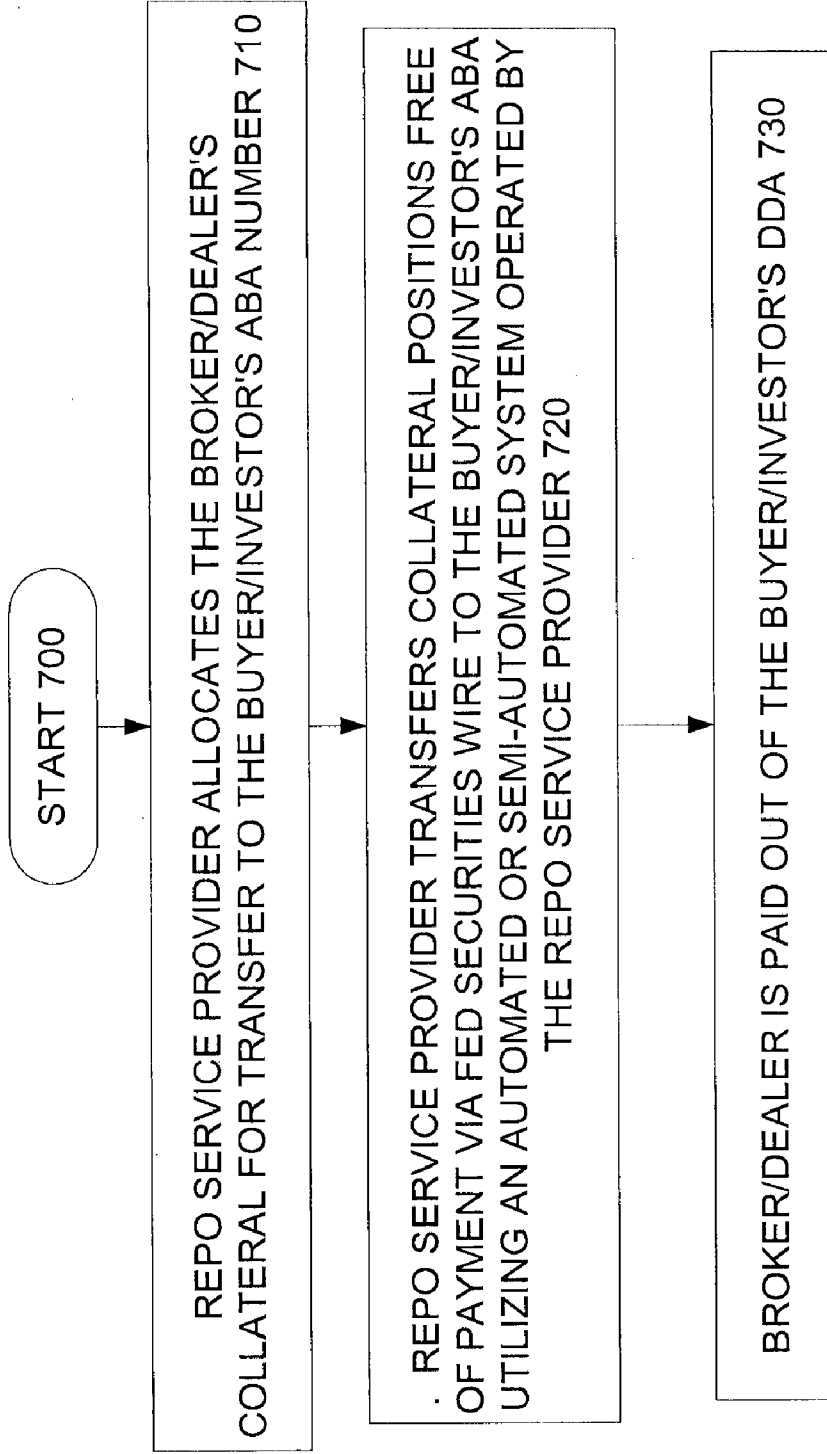 START 700
REPO SERVICE PROVIDER ALLOCATES THE BROKER/DEALER'S
COLLATERAL FOR TRANSFER TO THE BUYER/INVESTOR'S ABA NUMBER 710
. REPO SERVICE PROVIDER TRANSFERS COLLATERAL POSITIONS FREE
OF PAYMENT VIA FED SECURITIES WIRE TO THE BUYER/INVESTOR'S ABA
UTILIZING AN AUTOMATED OR SEMI-AUTOMATED SYSTEM OPERATED BY
THE REPO SERVICE PROVIDER 720
BROKER/DEALER IS PAID OUT OF THE BUYER/INVESTOR'S DDA 730